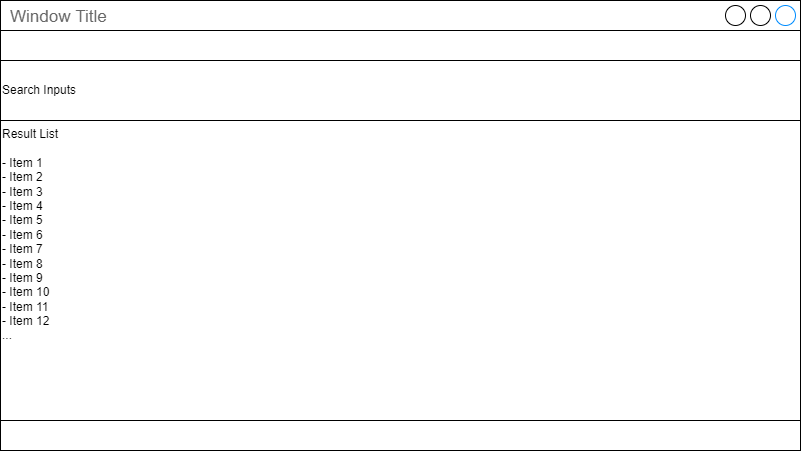 Window Title
Search Inputs
Result List
- Item 1
- Item 2
- Item 3
- Item 4
- Item 5
- Item 6
- Item 7
- Item 8
- Item 9
- Item 10
- Item 11
- Item 12
...